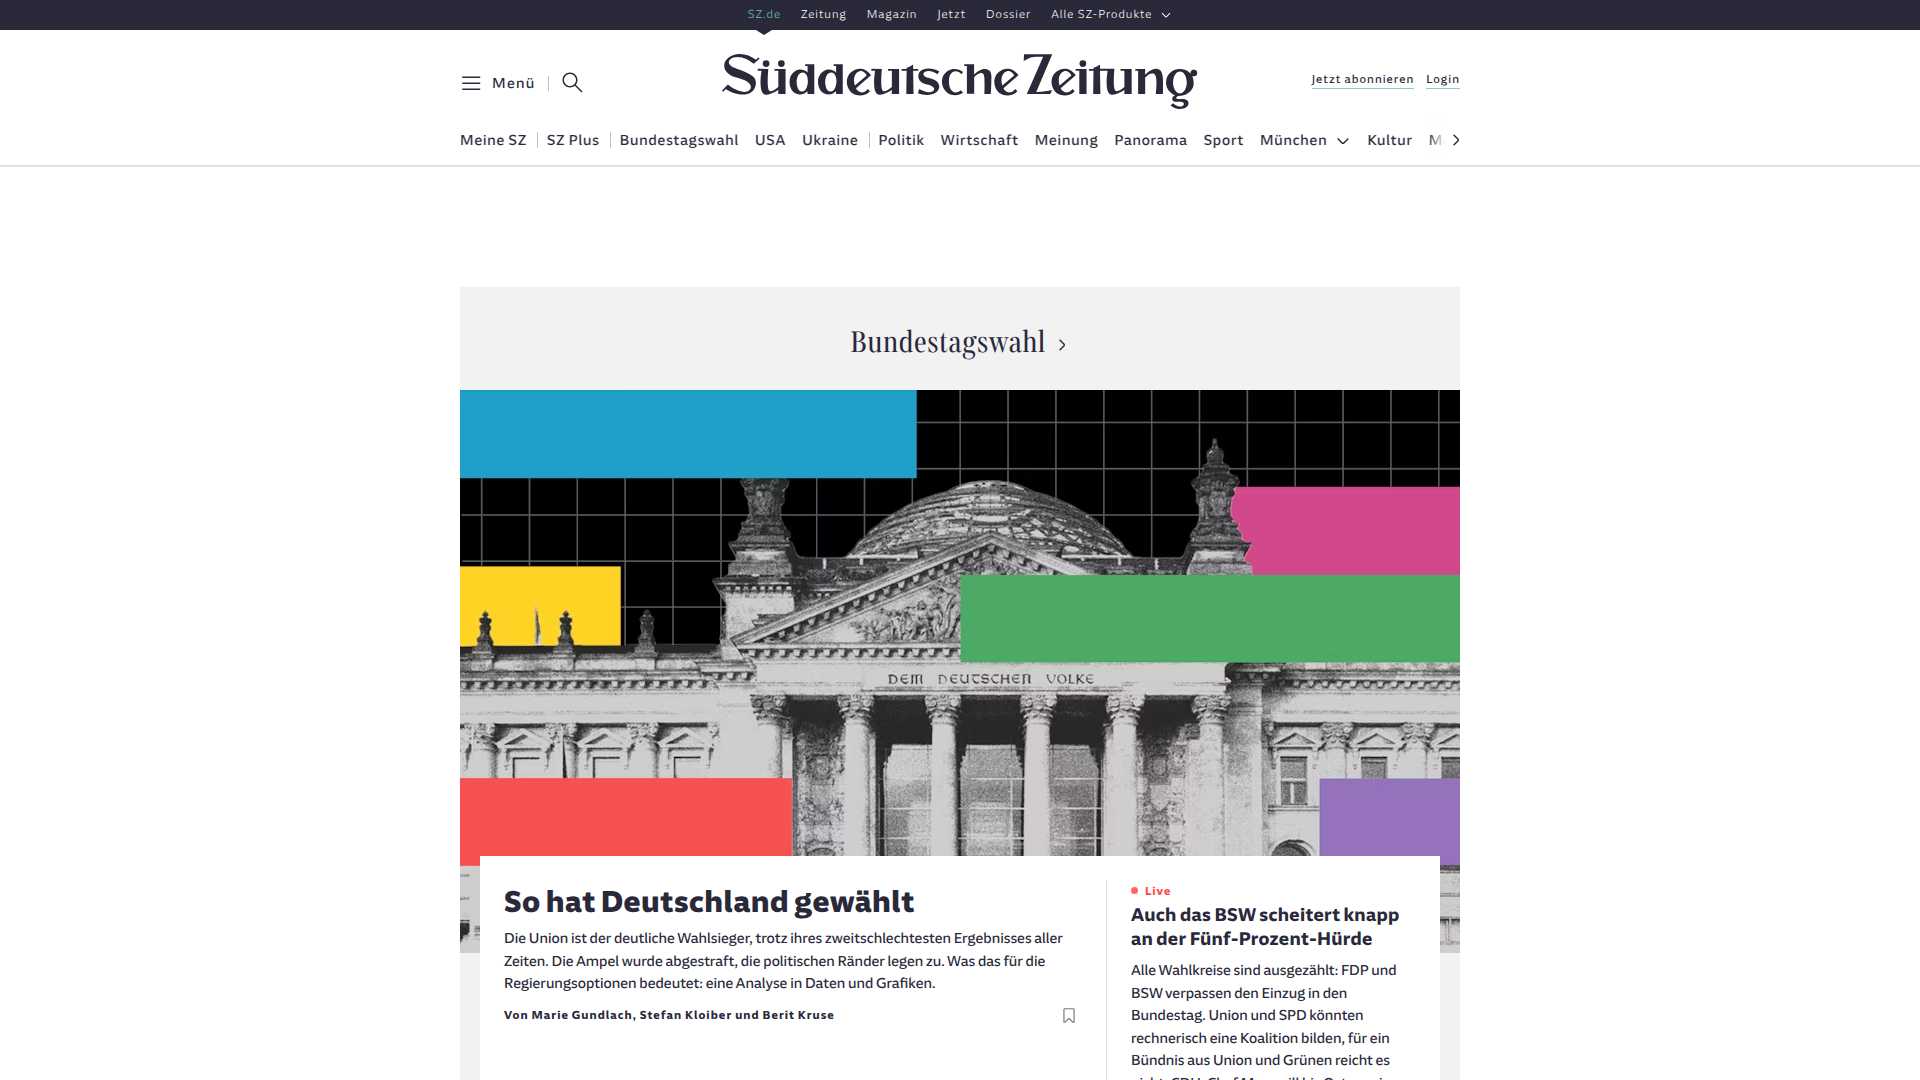 SZ.de Zeitung Magazin Jetzt Dossier Alle SZ-Produkte
Menü
Süddeutsche Zeitung
Jetzt abonnieren Login
Meine SZ SZ Plus Bundestagswahl USA Ukraine Politik Wirtschaft Meinung Panorama Sport München Kultur M
Bundestagswahl
DEM DEUTSCHEN VOLKE
So hat Deutschland gewählt
Die Union ist der deutliche Wahlsieger, trotz ihres zweitschlechtesten Ergebnisses aller
Zeiten. Die Ampel wurde abgestraft, die politischen Ränder legen zu. Was das für die
Regierungsoptionen bedeutet: eine Analyse in Daten und Grafiken.
Von Marie Gundlach, Stefan Kloiber und Berit Kruse
Live
Auch das BSW scheitert knapp
an der Fünf-Prozent-Hürde
Alle Wahlkreise sind ausgezählt: FDP und
BSW verpassen den Einzug in den
Bundestag. Union und SPD könnten
rechnerisch eine Koalition bilden, für ein
Bündnis aus Union und Grünen reicht es